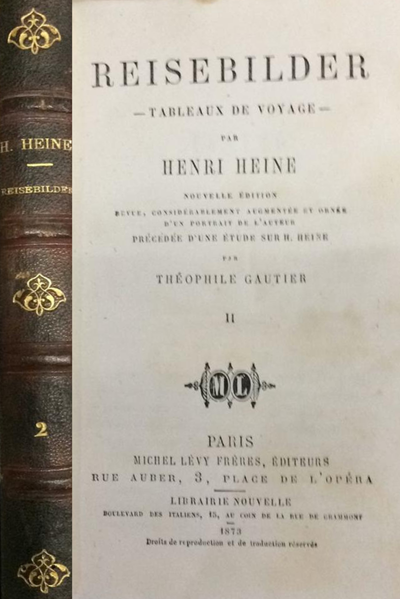 H. HEINE
REISEBILDER
2
REISEBILDER
— TABLEAUX DE VOYAGE —
PAR
HENRI HEINE
NOUVELLE ÉDITION
REVUE, CONSIDÉRABLEMENT AUGMENTÉE ET ORNÉE
D'UN PORTRAIT DE L'AUTEUR
PRÉCÉDÉE D'UNE ÉTUDE SUR H. HEINE
PAR
THÉOPHILE GAUTIER
II
ML
PARIS
MICHEL LÉVY FRÈRES, ÉDITEURS
RUE AUBER, 3, PLACE DE L'OPÉRA
LIBRAIRIE NOUVELLE
BOULEVARD DES ITALIENS, 15, AU COIN DE LA RUE DE GRAMMONT
1873
Droits de reproduction et de traduction réservés